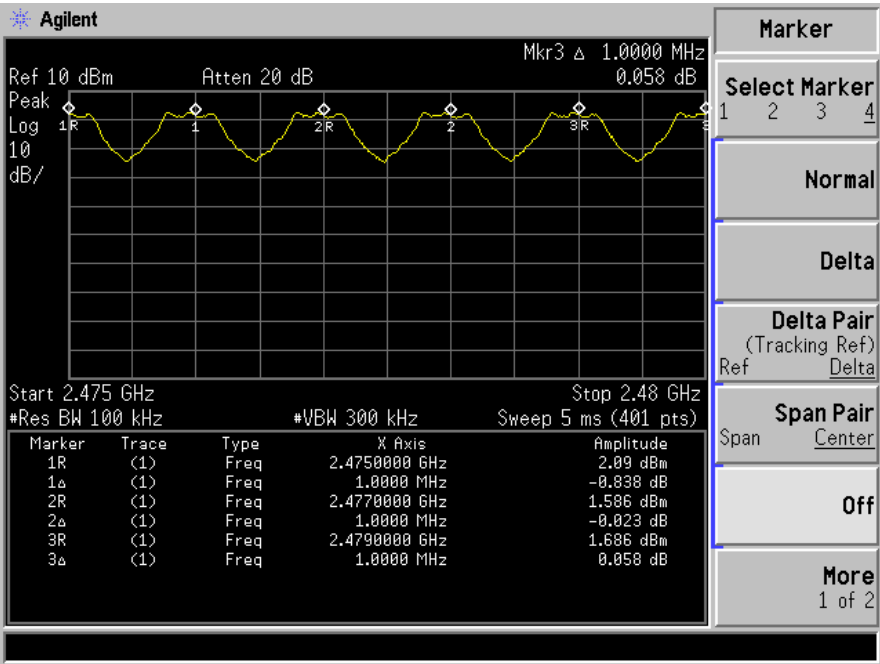 Agilent
Marker
Mkr3 Δ 1.0000 MHz
Ref 10 dBm Atten 20 dB 0.058 dB
Peak
Log
10
dB/
1R 1 2R 2 3R 3
Start 2.475 GHz Stop 2.48 GHz
#Res BW 100 kHz #VBW 300 kHz Sweep 5 ms (401 pts)
Marker Trace Type X Axis Amplitude
1R (1) Freq 2.4750000 GHz 2.09 dBm
1Δ (1) Freq 1.0000 MHz -0.838 dB
2R (1) Freq 2.4770000 GHz 1.586 dBm
2Δ (1) Freq 1.0000 MHz -0.023 dB
3R (1) Freq 2.4790000 GHz 1.686 dBm
3Δ (1) Freq 1.0000 MHz 0.058 dB
Select Marker
1 2 3 4
Normal
Delta
Delta Pair
(Tracking Ref)
Ref Delta
Span Pair
Span Center
Off
More
1 of 2